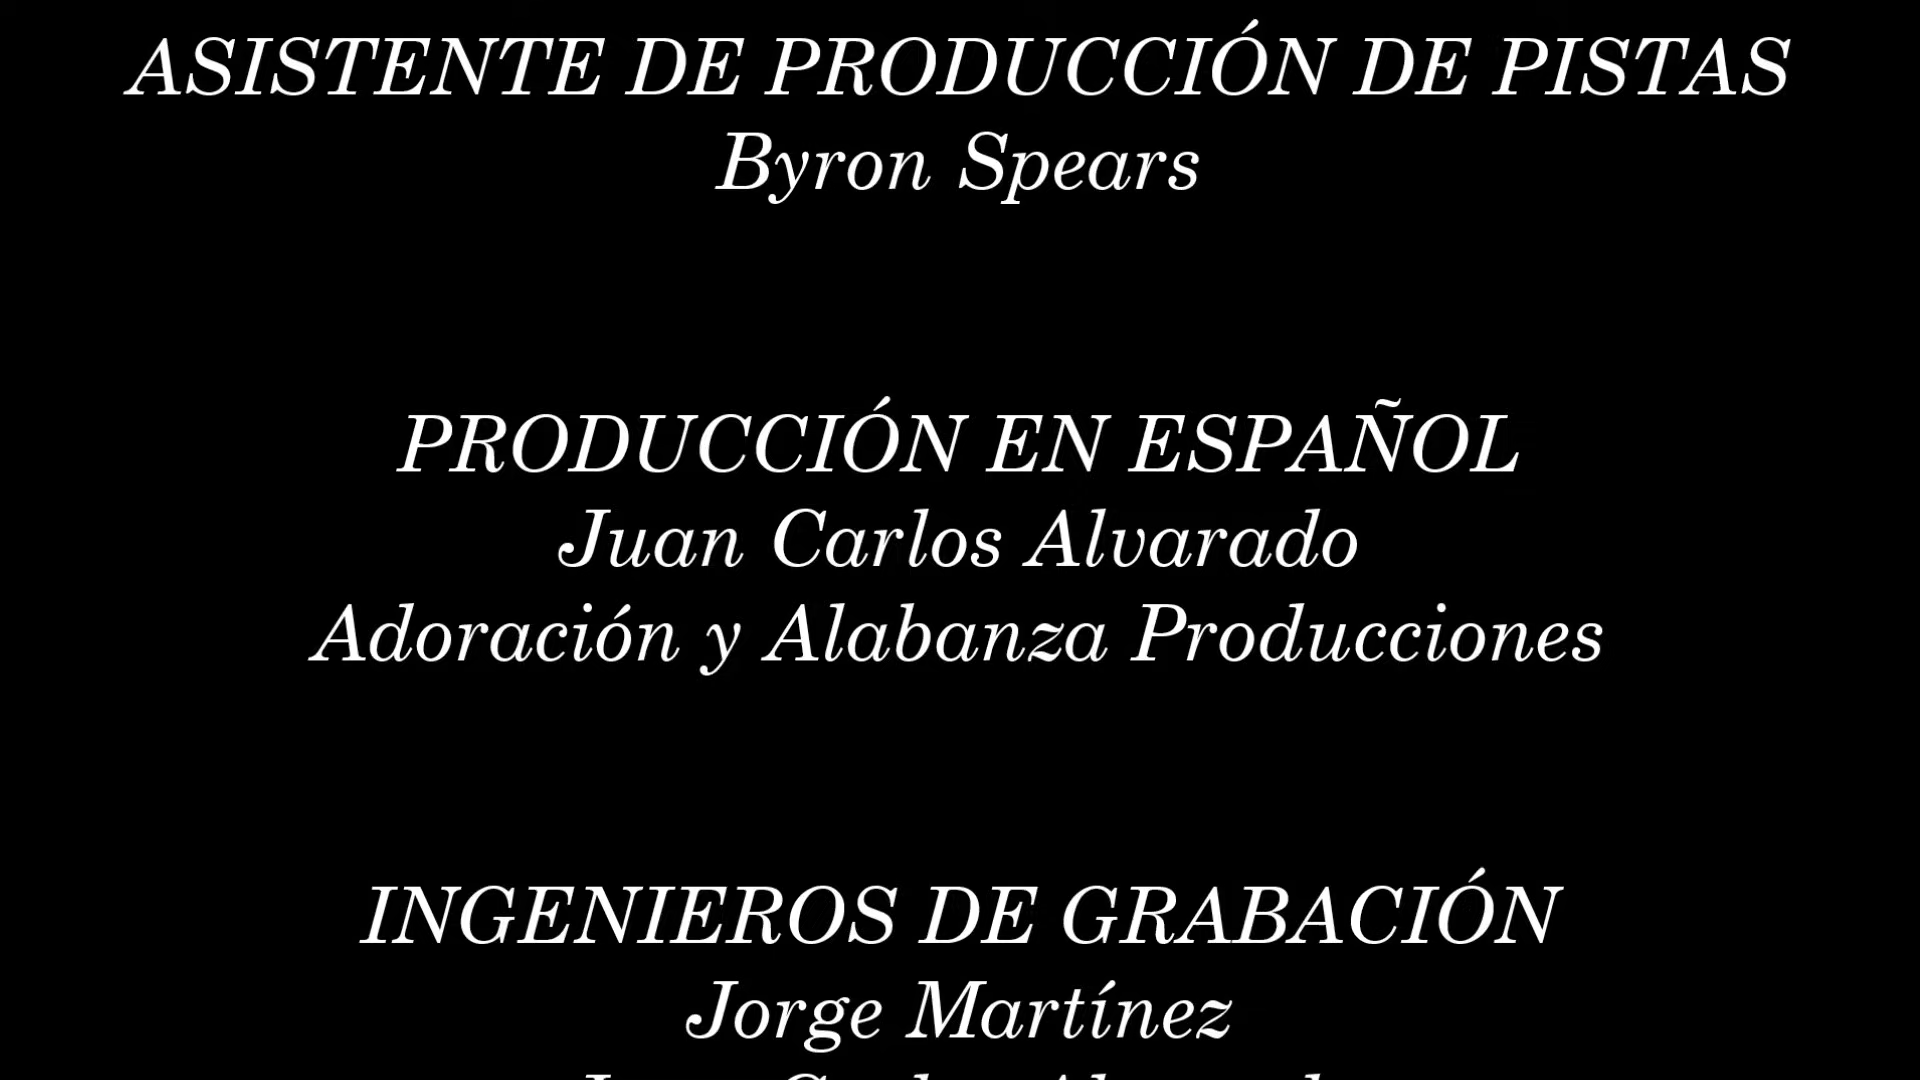 ASISTENTE DE PRODUCCIÓN DE PISTAS
Byron Spears
PRODUCCIÓN EN ESPAÑOL
Juan Carlos Alvarado
Adoración y Alabanza Producciones
INGENIEROS DE GRABACIÓN
Jorge Martínez